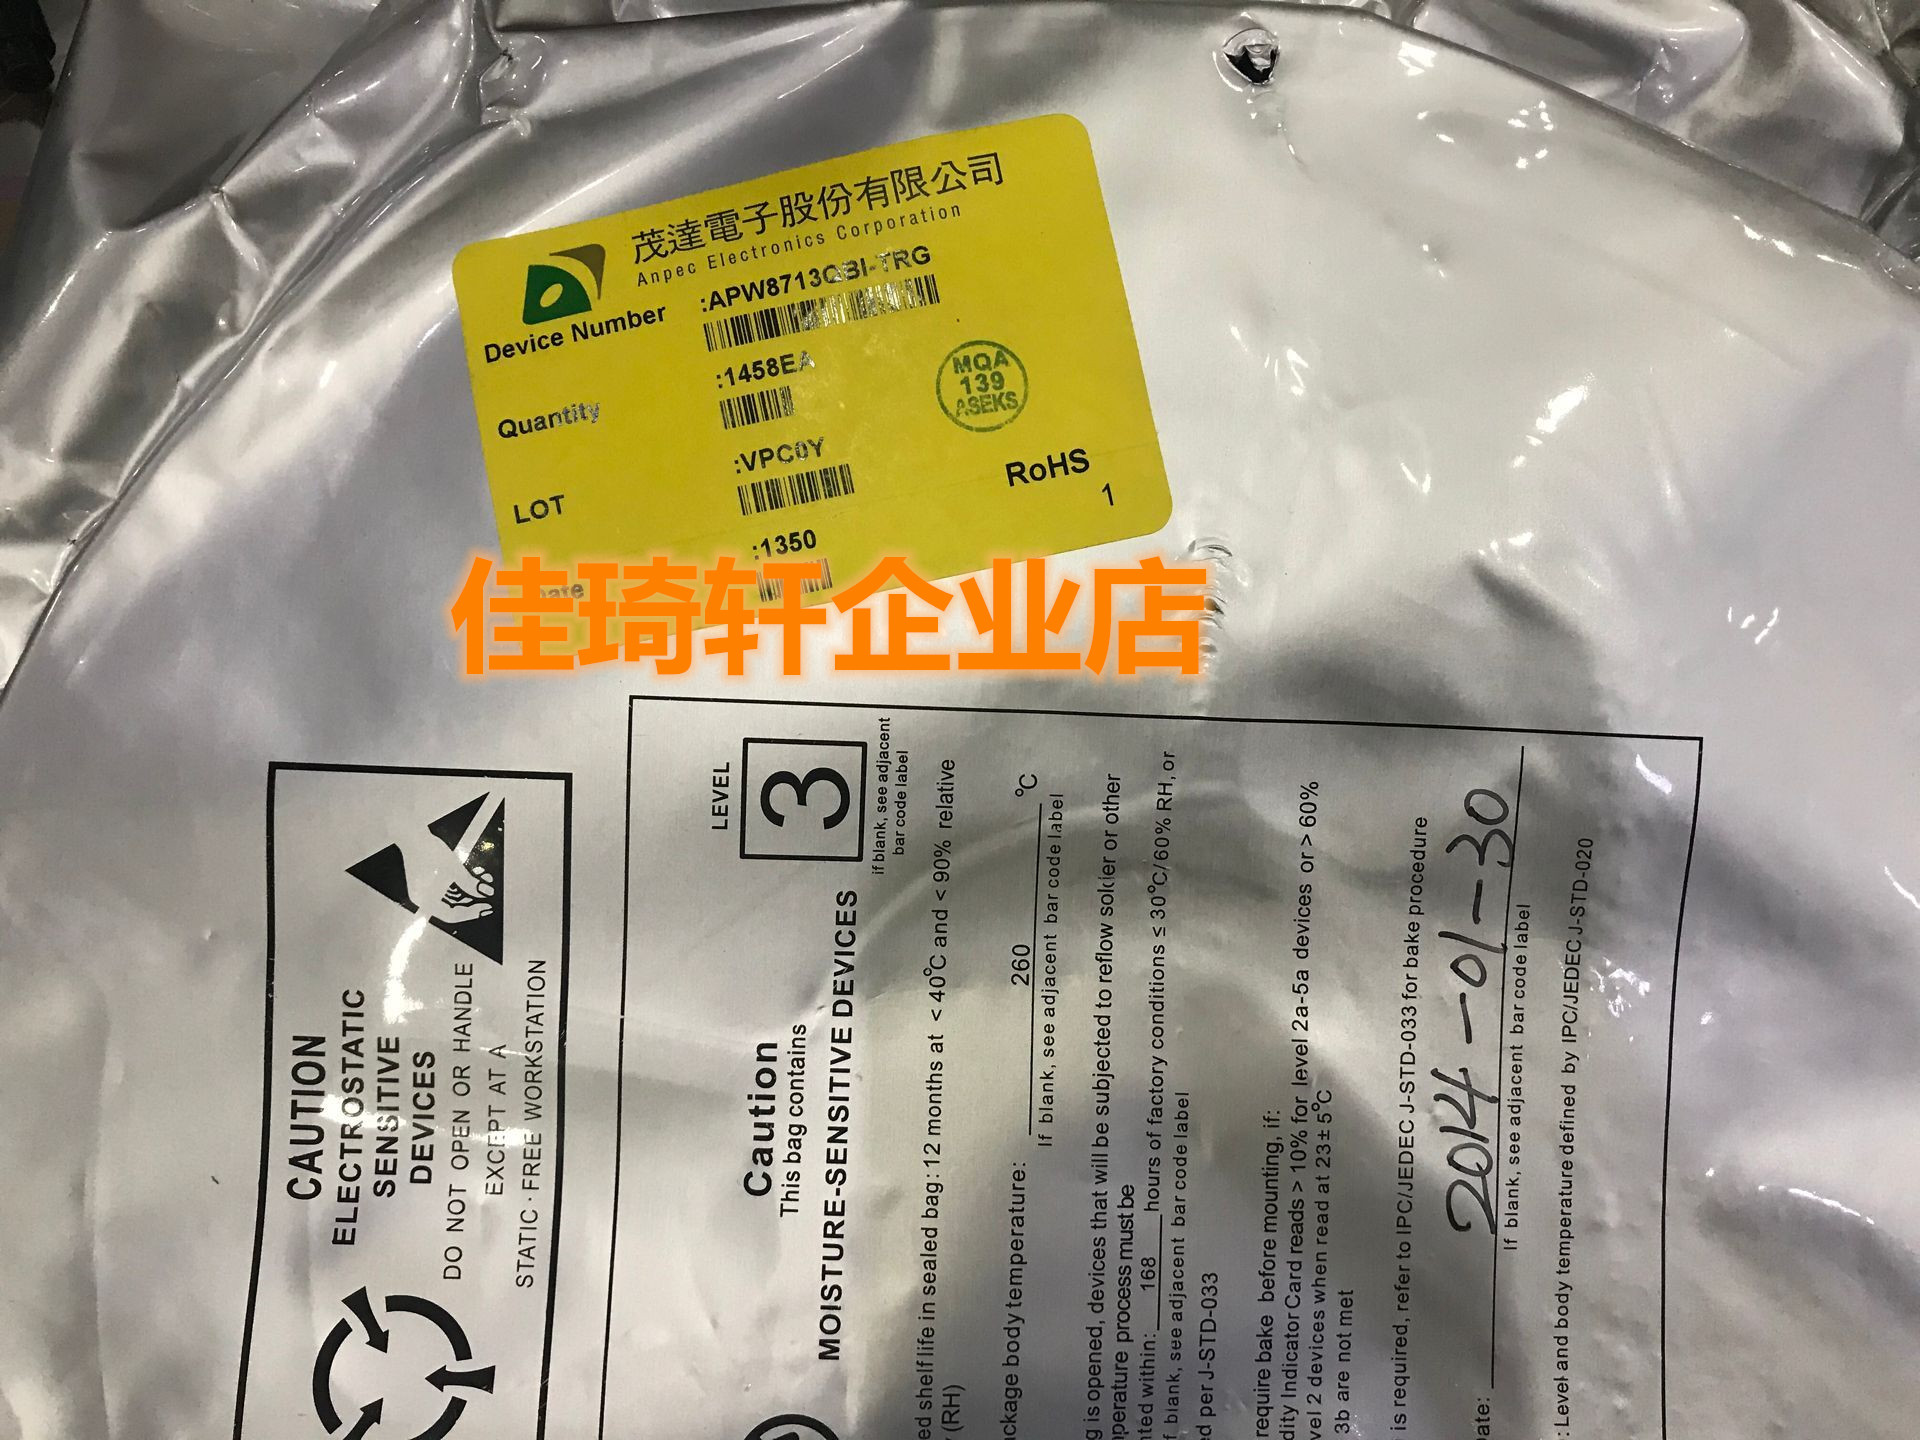 茂達電子股份有限公司
Anpec Electronics Corporation
Device Number :APW8713QBI-TRG
Quantity :1458EA
LOT :VPC0Y
Date :1350
MQA
139
ASEKS
RoHS
1
佳琦轩企业店
CAUTION
ELECTROSTATIC
SENSITIVE
DEVICES
DO NOT OPEN OR HANDLE
EXCEPT AT A
STATIC-FREE WORKSTATION
LEVEL
3
if blank, see adjacent
bar code label
Caution
This bag contains
MOISTURE-SENSITIVE DEVICES
shelf life in sealed bag: 12 months at < 40°C and < 90% relative
(RH)
body temperature: 260 °C
If blank, see adjacent bar code label
is opened, devices that will be subjected to reflow solder or other
process must be
within: 168 hours of factory conditions ≤ 30°C/60% RH, or
blank, see adjacent bar code label
per J-STD-033
require bake before mounting, if:
Indicator Card reads > 10% for level 2a-5a devices or > 60%
2 devices when read at 23±5°C
3b are not met
is required, refer to IPC/JEDEC J-STD-033 for bake procedure
2014-01-30
If blank, see adjacent bar code label
: Level and body temperature defined by IPC/JEDEC J-STD-020